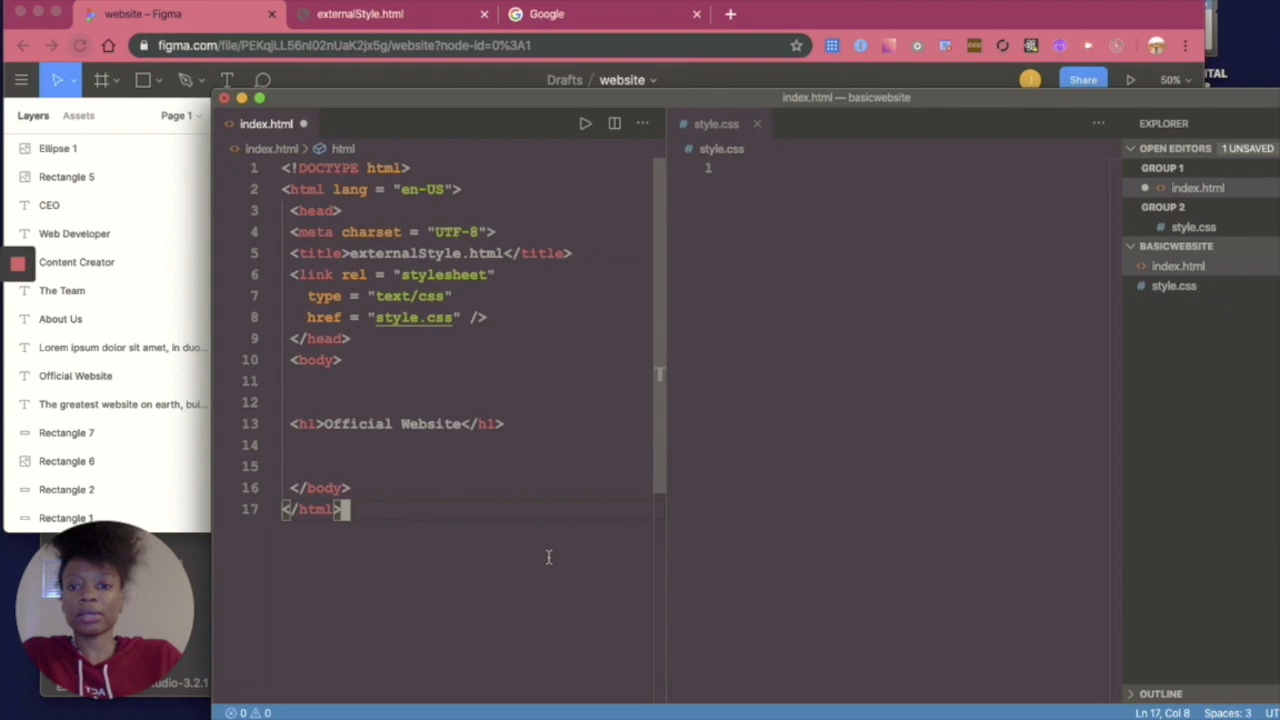 website – Figma
externalStyle.html
Google
figma.com/file/PEKqjLL56nI02nUaK2jx5g/website?node-id=0%3A1
Drafts / website
J
Share
50%
Layers
Assets
Page 1
Ellipse 1
Rectangle 5
CEO
Web Developer
Content Creator
The Team
About Us
Lorem ipsum dolor sit amet, in duo...
Official Website
The greatest website on earth, bui...
Rectangle 7
Rectangle 6
Rectangle 2
Rectangle 1
index.html — basicwebsite
index.html
index.html > html
1 <!DOCTYPE html>
2 <html lang = "en-US">
3 <head>
4 <meta charset = "UTF-8">
5 <title>externalStyle.html</title>
6 <link rel = "stylesheet"
7 type = "text/css"
8 href = "style.css" />
9 </head>
10 <body>
11
12
13 <h1>Official Website</h1>
14
15
16 </body>
17 </html>
style.css
style.css
1
EXPLORER
OPEN EDITORS 1 UNSAVED
GROUP 1
index.html
GROUP 2
style.css
BASICWEBSITE
index.html
style.css
OUTLINE
0 0
Ln 17, Col 8 Spaces: 3 UT
ITAL
udio-3.2.1